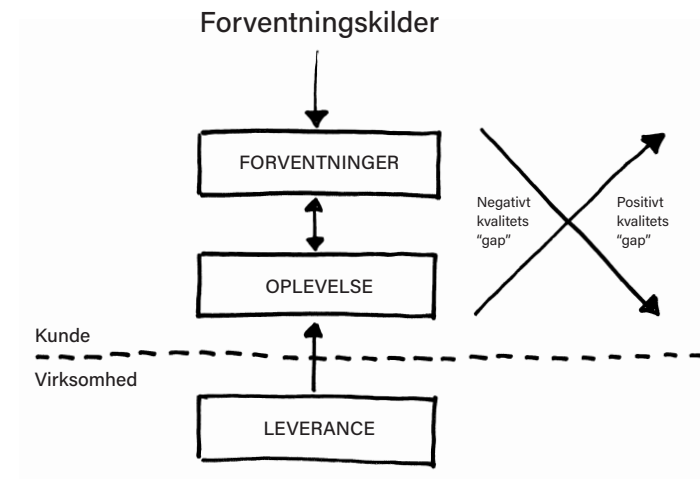 Forventningskilder
FORVENTNINGER
Negativt
kvalitets
“gap”
Positivt
kvalitets
“gap”
OPLEVELSE
Kunde
Virksomhed
LEVERANCE